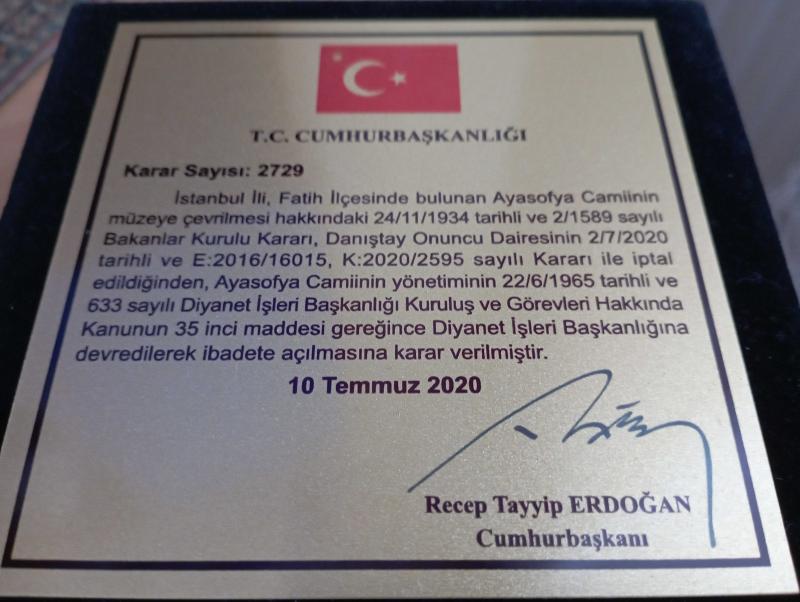 T.C. CUMHURBAŞKANLIĞI
Karar Sayısı: 2729
İstanbul İli, Fatih İlçesinde bulunan Ayasofya Camiinin
müzeye çevrilmesi hakkındaki 24/11/1934 tarihli ve 2/1589 sayılı
Bakanlar Kurulu Kararı, Danıştay Onuncu Dairesinin 2/7/2020
tarihli ve E:2016/16015, K:2020/2595 sayılı Kararı ile iptal
edildiğinden, Ayasofya Camiinin yönetiminin 22/6/1965 tarihli ve
633 sayılı Diyanet İşleri Başkanlığı Kuruluş ve Görevleri Hakkında
Kanunun 35 inci maddesi gereğince Diyanet İşleri Başkanlığına
devredilerek ibadete açılmasına karar verilmiştir.
10 Temmuz 2020
Recep Tayyip ERDOĞAN
Cumhurbaşkanı